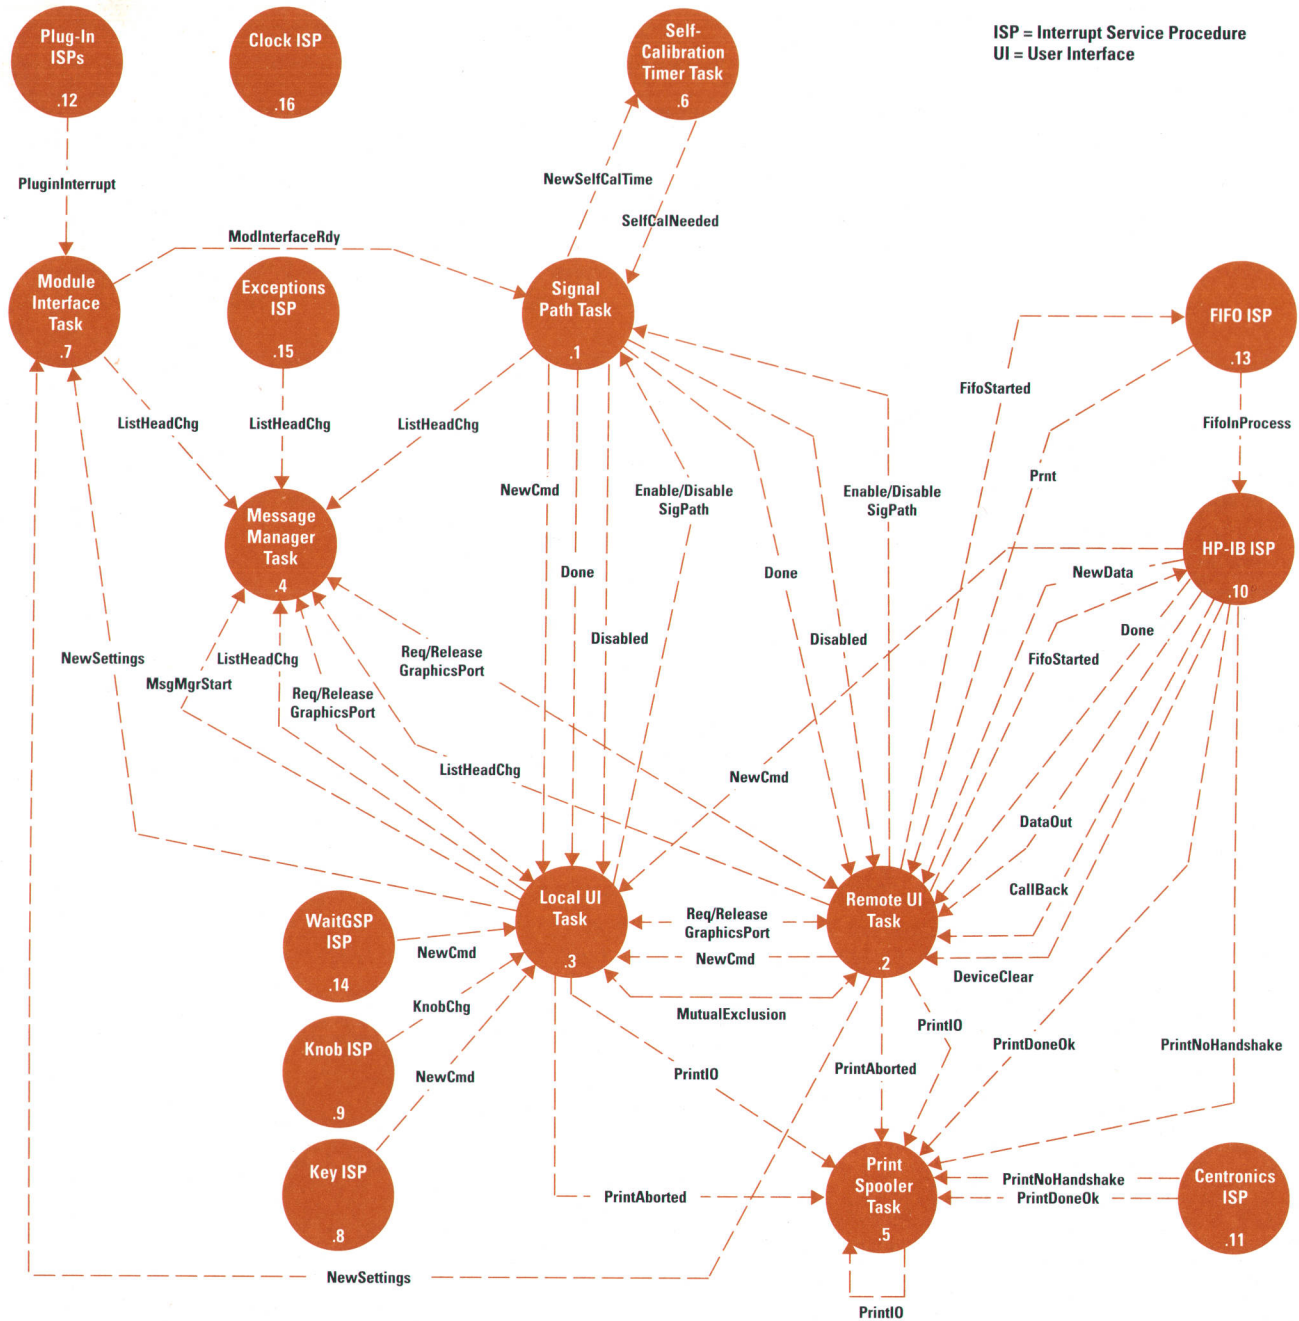 Plug-In
ISPs
.12
Clock ISP
.16
Self-
Calibration
Timer Task
.6
ISP = Interrupt Service Procedure
UI = User Interface
PluginInterrupt
NewSelfCalTime
SelfCalNeeded
ModInterfaceRdy
Module
Interface
Task
.7
Exceptions
ISP
.15
Signal
Path Task
.1
FIFO ISP
.13
FifoStarted
ListHeadChg
ListHeadChg
ListHeadChg
FifoInProcess
Prnt
NewCmd
Enable/Disable
SigPath
Enable/Disable
SigPath
Message
Manager
Task
.4
HP-IB ISP
.10
Done
Done
NewData
Disabled
Disabled
Done
FifoStarted
NewSettings
ListHeadChg
MsgMgrStart
Req/Release
GraphicsPort
Req/Release
GraphicsPort
ListHeadChg
NewCmd
DataOut
CallBack
WaitGSP
ISP
.14
NewCmd
Local UI
Task
.3
Req/Release
GraphicsPort
NewCmd
MutualExclusion
Remote UI
Task
.2
DeviceClear
KnobChg
Knob ISP
.9
NewCmd
PrintIO
PrintIO
PrintAborted
PrintDoneOk
PrintNoHandshake
Key ISP
.8
PrintAborted
Print
Spooler
Task
.5
PrintNoHandshake
PrintDoneOk
Centronics
ISP
.11
NewSettings
PrintIO